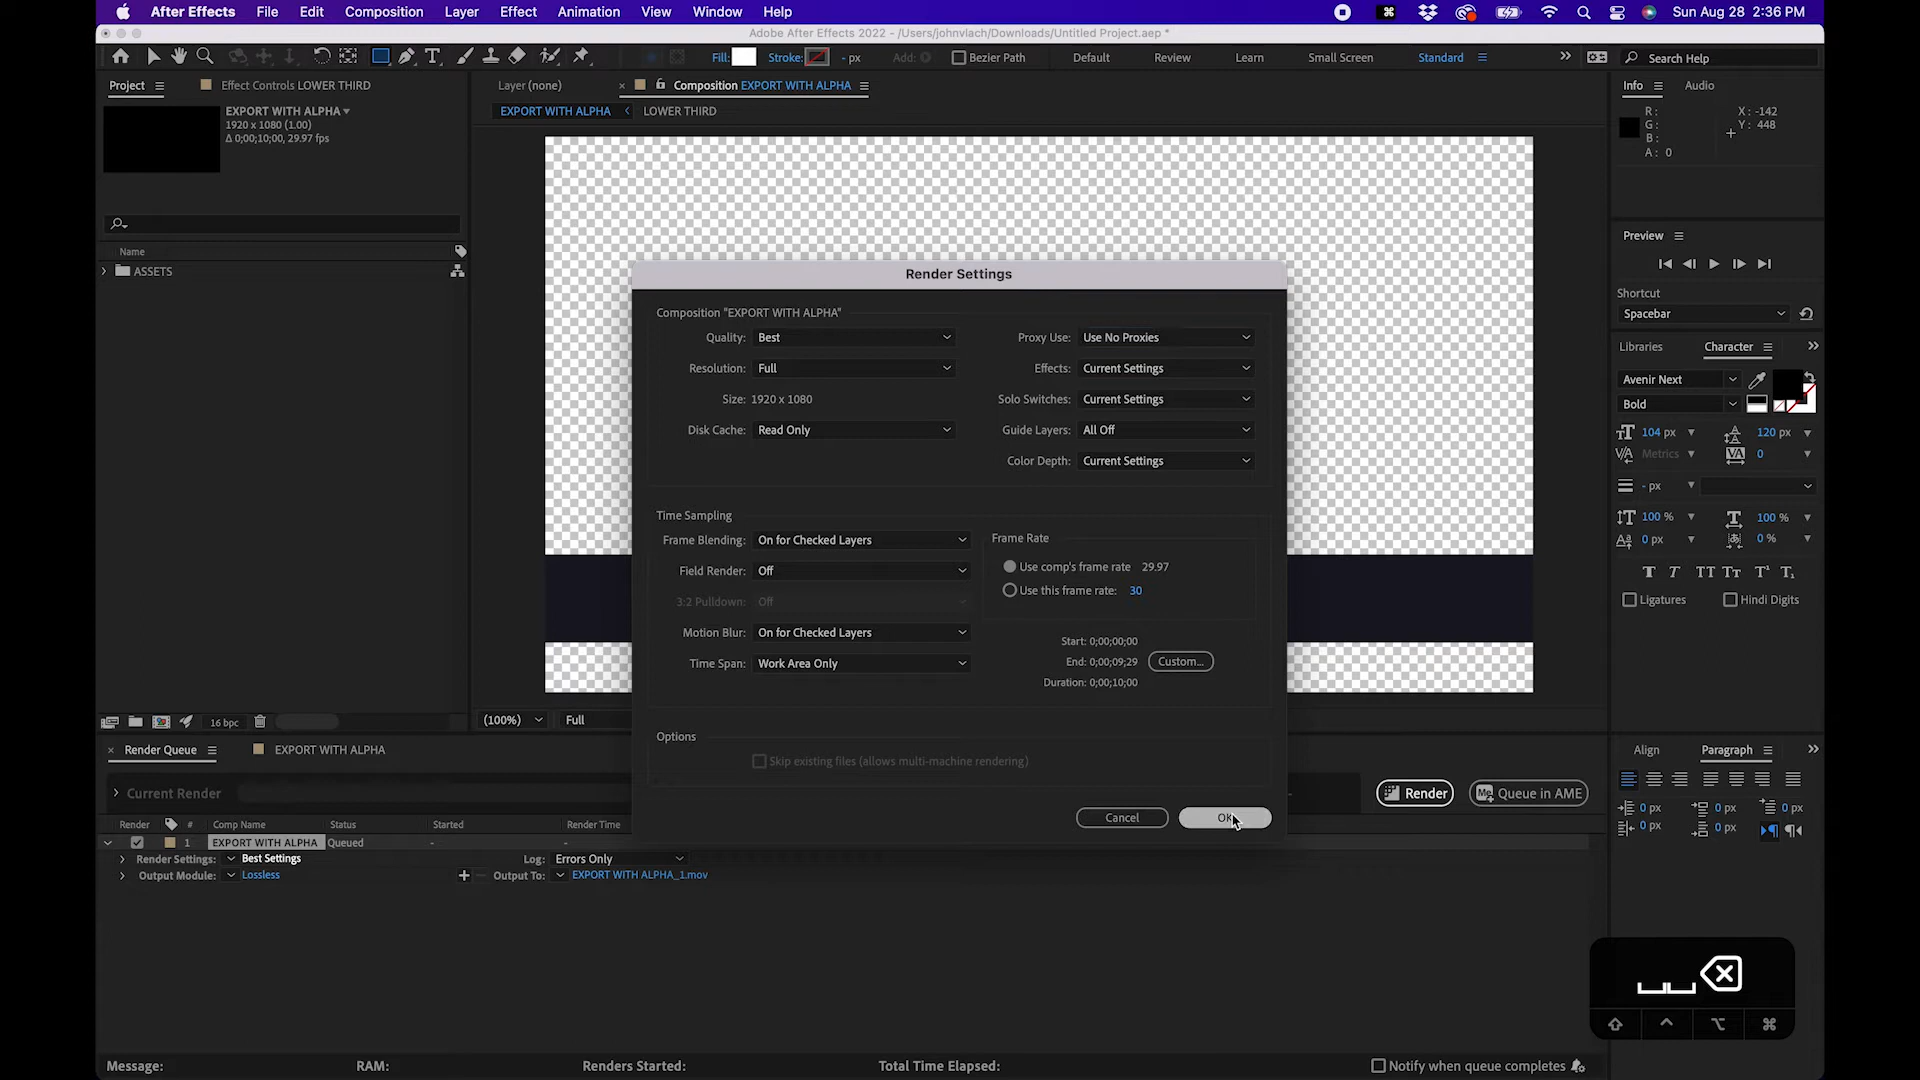 After Effects File Edit Composition Layer Effect Animation View Window Help Sun Aug 28 2:36 PM
Adobe After Effects 2022 - /Users/johnvlach/Downloads/Untitled Project.aep *
Fill: Stroke: - px Add: Bezier Path Default Review Learn Small Screen Standard Search Help
Project Effect Controls LOWER THIRD Layer (none) Composition EXPORT WITH ALPHA Info Audio
EXPORT WITH ALPHA
1920 x 1080 (1.00)
Δ 0;00;10;00, 29.97 fps
EXPORT WITH ALPHA LOWER THIRD
R: X: -142
G: Y: 448
B:
A: 0
Name
ASSETS
Preview
Shortcut
Spacebar
Libraries Character
Avenir Next
Bold
104 px 120 px
Metrics 0
- px
100 % 100 %
0 px 0 %
T T TT Tt T¹ T₁
Ligatures Hindi Digits
Render Settings
Composition "EXPORT WITH ALPHA"
Quality: Best Proxy Use: Use No Proxies
Resolution: Full Effects: Current Settings
Size: 1920 x 1080 Solo Switches: Current Settings
Disk Cache: Read Only Guide Layers: All Off
Color Depth: Current Settings
Time Sampling
Frame Blending: On for Checked Layers Frame Rate
Field Render: Off Use comp's frame rate 29.97
3:2 Pulldown: Off Use this frame rate: 30
Motion Blur: On for Checked Layers Start: 0;00;00;00
Time Span: Work Area Only End: 0;00;09;29 Custom...
Duration: 0;00;10;00
Options
Skip existing files (allows multi-machine rendering)
Cancel OK
16 bpc (100%) Full
Render Queue EXPORT WITH ALPHA Align Paragraph
Current Render Render Queue in AME
0 px 0 px 0 px
0 px 0 px
Render # Comp Name Status Started Render Time
1 EXPORT WITH ALPHA Queued - -
Render Settings: Best Settings Log: Errors Only
Output Module: Lossless Output To: EXPORT WITH ALPHA_1.mov
Message: RAM: Renders Started: Total Time Elapsed: Notify when queue completes